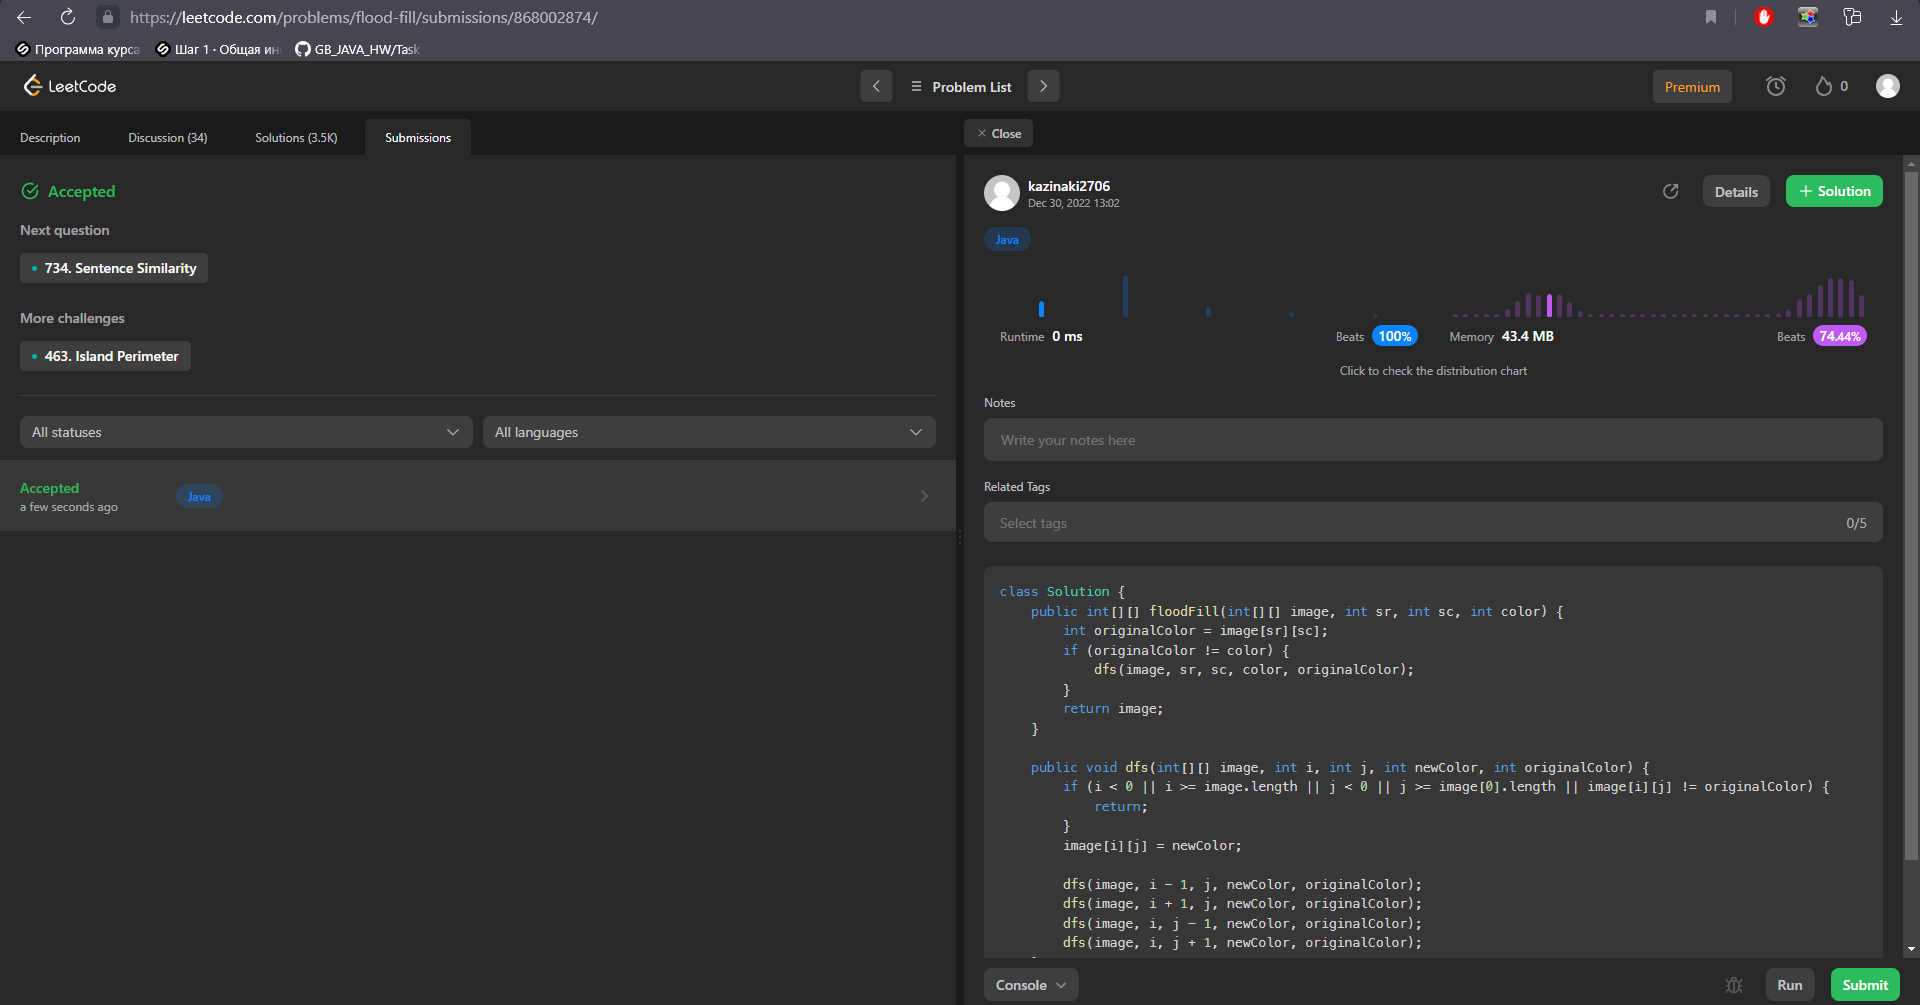 https://leetcode.com/problems/flood-fill/submissions/868002874/
Программа курса
Шаг 1 · Общая ин
GB_JAVA_HW/Task
LeetCode
Problem List
Premium
0
Description
Discussion (34)
Solutions (3.5K)
Submissions
Close
Accepted
Next question
734. Sentence Similarity
More challenges
463. Island Perimeter
All statuses
All languages
Accepted
a few seconds ago
Java
kazinaki2706
Dec 30, 2022 13:02
Details
+ Solution
Java
Runtime 0 ms
Beats 100%
Memory 43.4 MB
Beats 74.44%
Click to check the distribution chart
Notes
Write your notes here
Related Tags
Select tags
0/5
class Solution {
    public int[][] floodFill(int[][] image, int sr, int sc, int color) {
        int originalColor = image[sr][sc];
        if (originalColor != color) {
            dfs(image, sr, sc, color, originalColor);
        }
        return image;
    }
    public void dfs(int[][] image, int i, int j, int newColor, int originalColor) {
        if (i < 0 || i >= image.length || j < 0 || j >= image[0].length || image[i][j] != originalColor) {
            return;
        }
        image[i][j] = newColor;
        dfs(image, i - 1, j, newColor, originalColor);
        dfs(image, i + 1, j, newColor, originalColor);
        dfs(image, i, j - 1, newColor, originalColor);
        dfs(image, i, j + 1, newColor, originalColor);
Console
Run
Submit